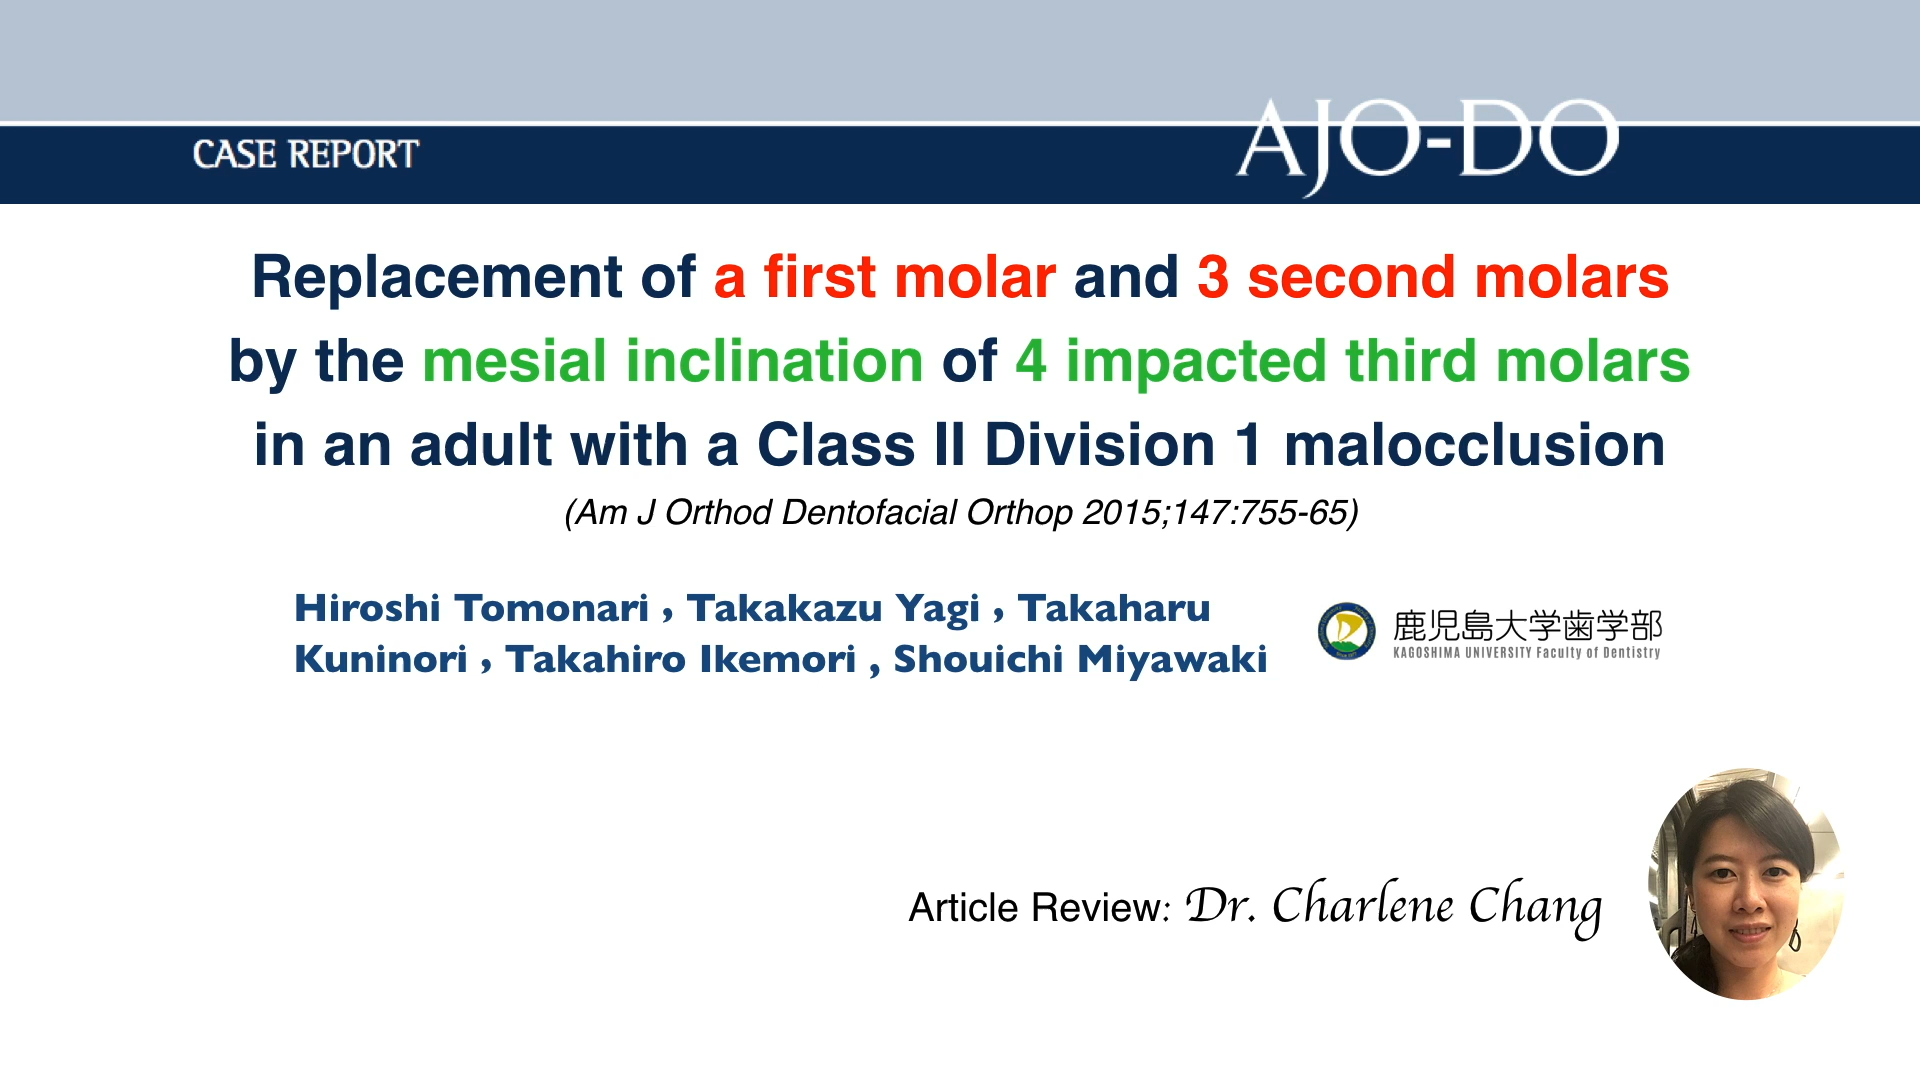 CASE REPORT
AJO-DO
Replacement of a first molar and 3 second molars
by the mesial inclination of 4 impacted third molars
in an adult with a Class II Division 1 malocclusion
(Am J Orthod Dentofacial Orthop 2015;147:755-65)
Hiroshi Tomonari , Takakazu Yagi , Takaharu
Kuninori , Takahiro Ikemori , Shouichi Miyawaki
鹿児島大学歯学部
KAGOSHIMA UNIVERSITY Faculty of Dentistry
Article Review: Dr. Charlene Chang